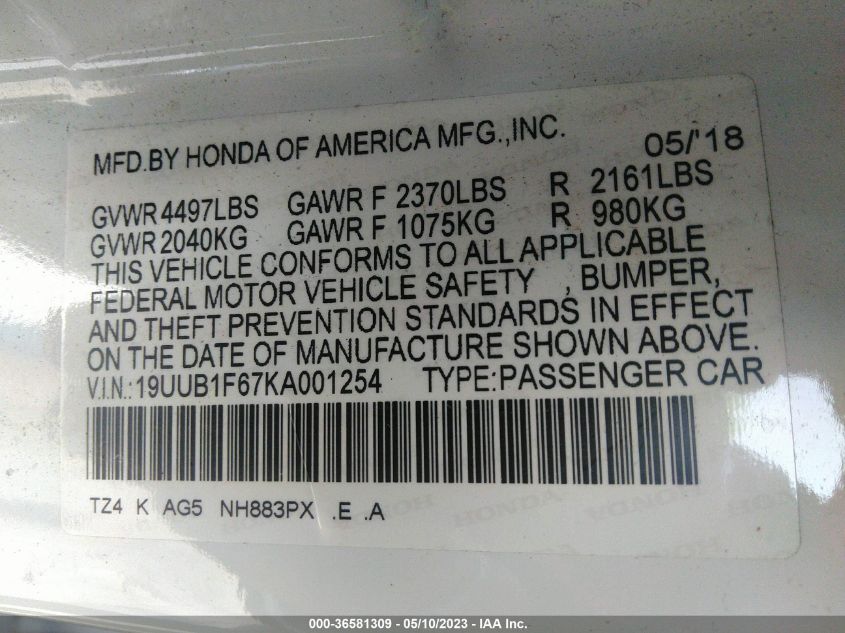 MFD.BY HONDA OF AMERICA MFG.,INC. 05/'18
GVWR 4497LBS GAWR F 2370LBS R 2161LBS
GVWR 2040KG GAWR F 1075KG R 980KG
THIS VEHICLE CONFORMS TO ALL APPLICABLE
FEDERAL MOTOR VEHICLE SAFETY , BUMPER,
AND THEFT PREVENTION STANDARDS IN EFFECT
ON THE DATE OF MANUFACTURE SHOWN ABOVE.
V.I.N.:19UUB1F67KA001254 TYPE:PASSENGER CAR
TZ4 K AG5 NH883PX .E .A
HONDA HONDA HONDA
000-36581309 — 05/10/2023 — IAA Inc.